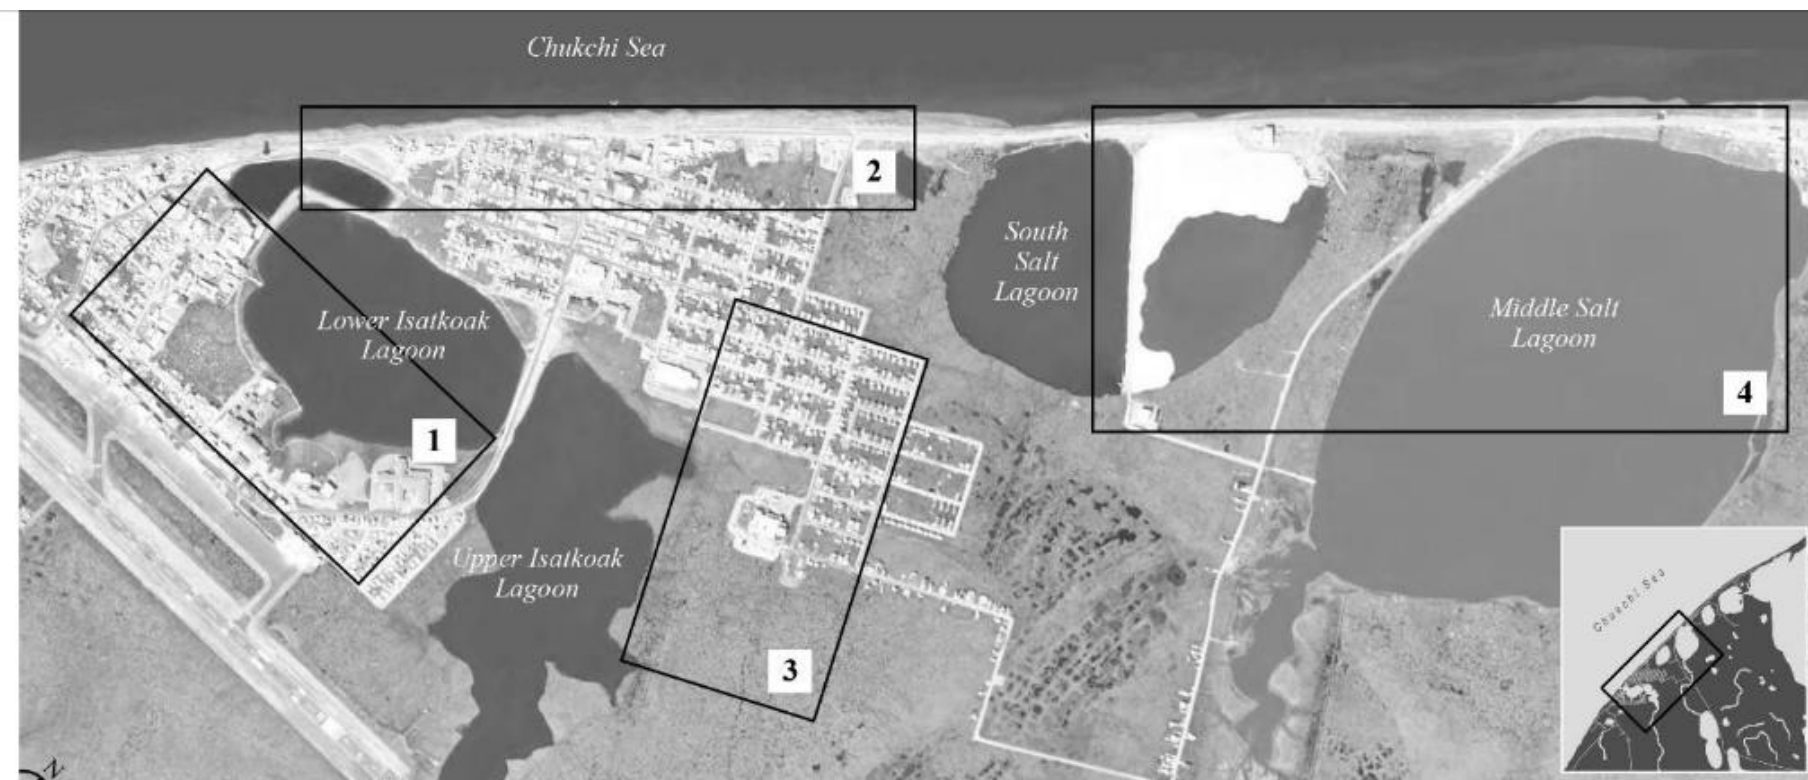 Chukchi Sea
2
South
Salt
Lagoon
Lower Isatkoak
Lagoon
Middle Salt
Lagoon
4
1
Upper Isatkoak
Lagoon
3
Chukchi Sea
N